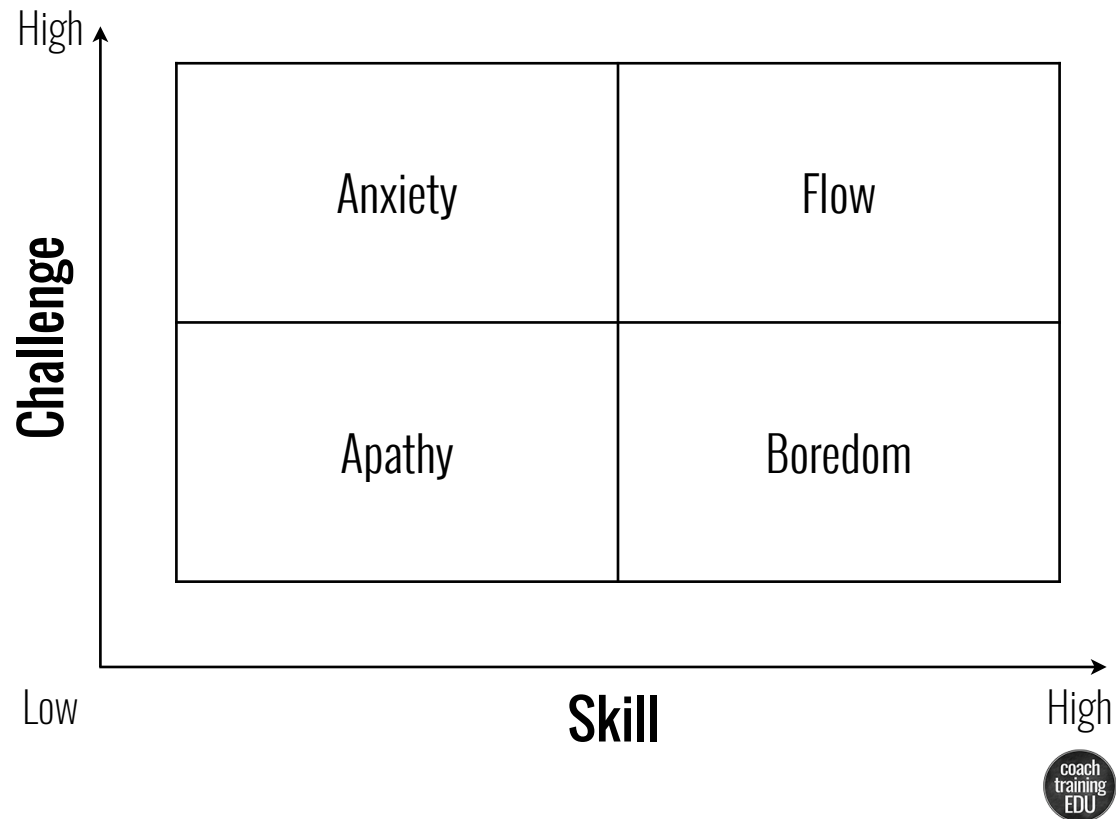 High
Anxiety
Flow
Challenge
Apathy
Boredom
Low
Skill
High
coach
training
EDU